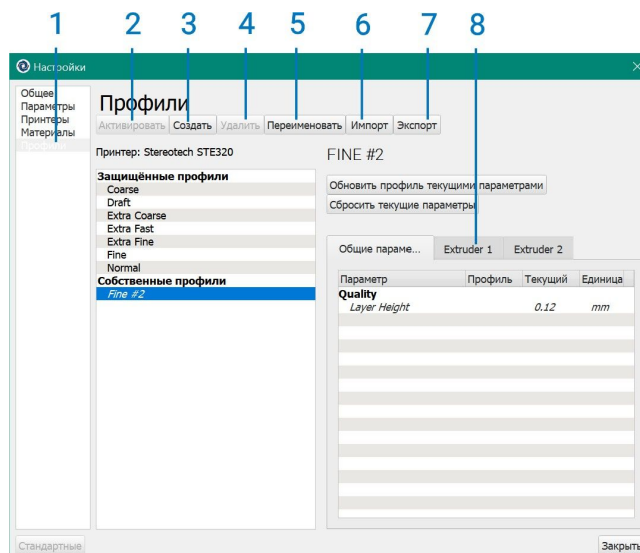 1 2 3 4 5 6 7 8
Настройки
Общее
Параметры
Принтеры
Материалы
Профили
Профили
Активировать Создать Удалить Переименовать Импорт Экспорт
Принтер: Stereotech STE320
Защищённые профили
Coarse
Draft
Extra Coarse
Extra Fast
Extra Fine
Fine
Normal
Собственные профили
Fine #2
FINE #2
Обновить профиль текущими параметрами
Сбросить текущие параметры
Общие параме... Extruder 1 Extruder 2
Параметр Профиль Текущий Единица
Quality
Layer Height 0.12 mm
Стандартные Закрыть